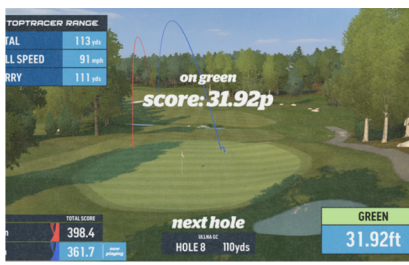 TOPTRACER RANGE
TAL 113 yds
LL SPEED 91 mph
RRY 111 yds
on green
score: 31.92p
next hole
ULLNA GC
HOLE 8 110yds
TOTAL SCORE
n 398.4
361.7 now playing
GREEN
31.92ft